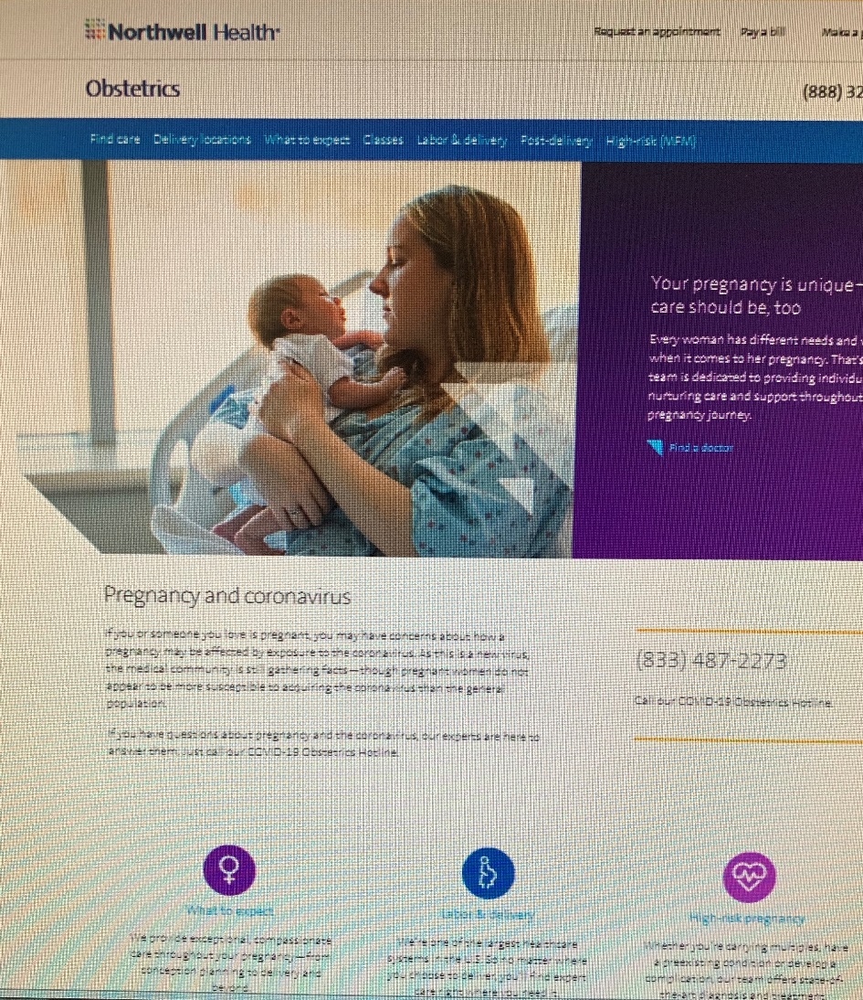 Northwell Health
Request an appointment Pay a bill Make a
Obstetrics
(888) 32
Find care Delivery locations What to expect Classes Labor & delivery Post-delivery High-risk (MFM)
Your pregnancy is unique—
care should be, too
Every woman has different needs and
when it comes to her pregnancy. That's
team is dedicated to providing individu
nurturing care and support throughout
pregnancy journey.
Find a doctor
Pregnancy and coronavirus
If you or someone you love is pregnant, you may have concerns about how a
pregnancy may be affected by exposure to the coronavirus. As this is a new virus,
the medical community is still gathering facts—though pregnant women do not
appear to be more susceptible to acquiring the coronavirus than the general
population.
If you have questions about pregnancy and the coronavirus, our experts are here to
answer them. Just call our COVID-19 Obstetrics Hotline.
(833) 487-2273
Call our COVID-19 Obstetrics Hotline.
What to expect
We provide exceptional, compassionate
care throughout your pregnancy—from
conception planning to delivery and
beyond.
Labor & delivery
We're one of the largest healthcare
systems in the U.S. So no matter where
you choose to deliver, you'll find expert
care right where you need it.
High-risk pregnancy
Whether you're carrying multiples, have
a preexisting condition or develop a
complication, our team offers state-of-
the-art diagnosis and treatment